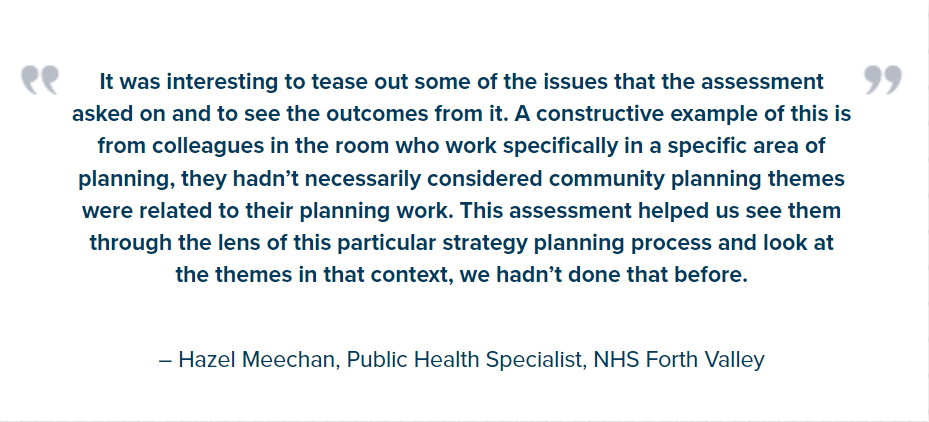 ❞ It was interesting to tease out some of the issues that the assessment ❞
asked on and to see the outcomes from it. A constructive example of this is
from colleagues in the room who work specifically in a specific area of
planning, they hadn’t necessarily considered community planning themes
were related to their planning work. This assessment helped us see them
through the lens of this particular strategy planning process and look at
the themes in that context, we hadn’t done that before.
– Hazel Meechan, Public Health Specialist, NHS Forth Valley